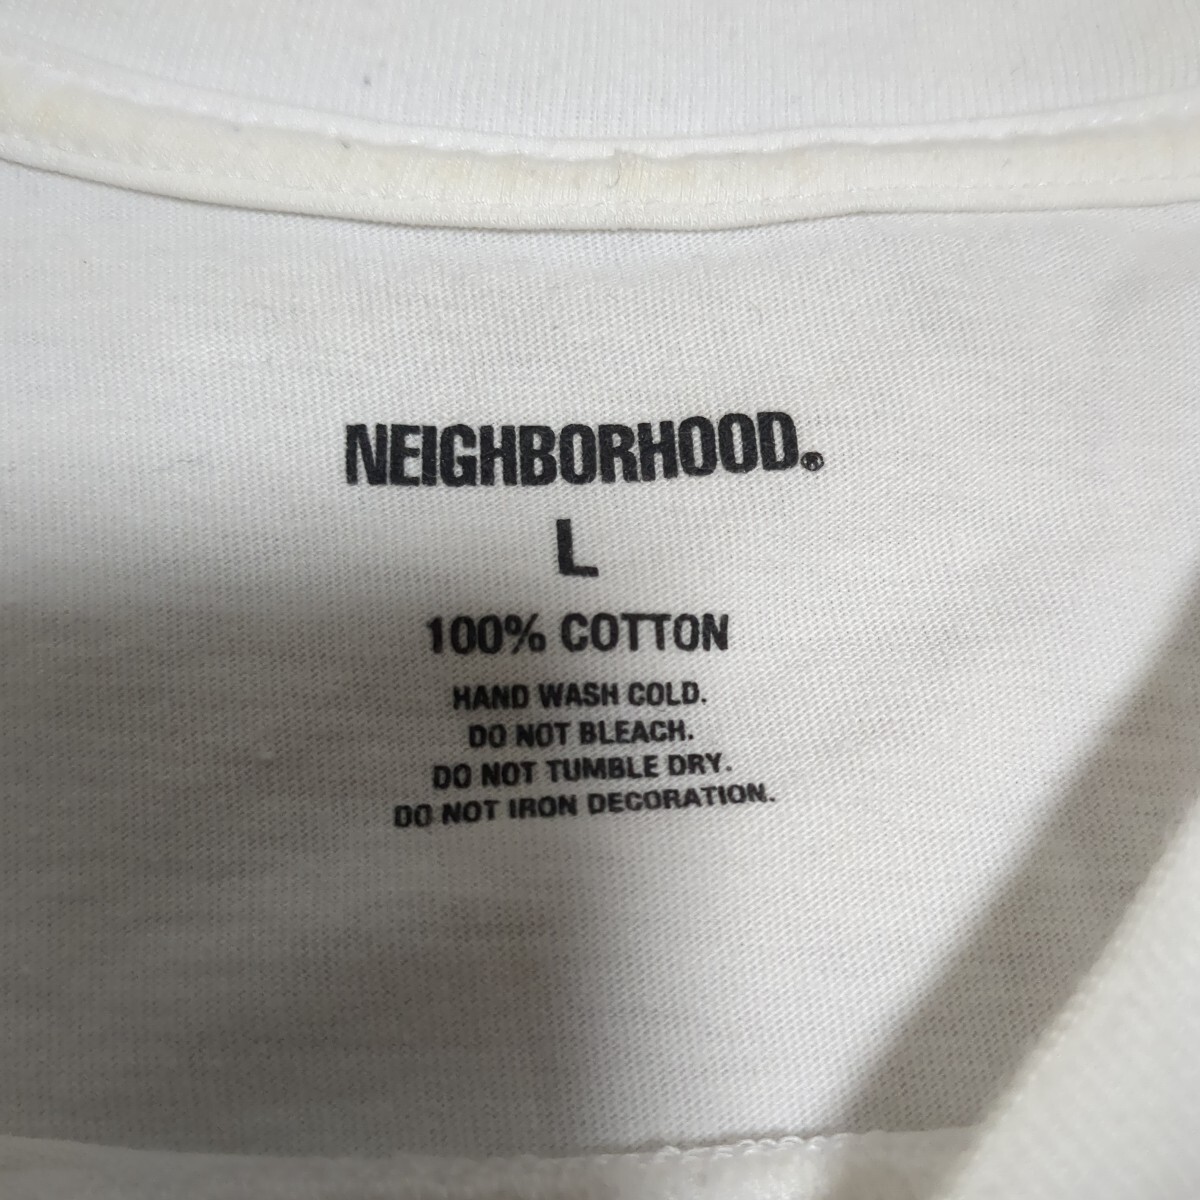 NEIGHBORHOOD.®
L
100% COTTON
HAND WASH COLD.
DO NOT BLEACH.
DO NOT TUMBLE DRY.
DO NOT IRON DECORATION.